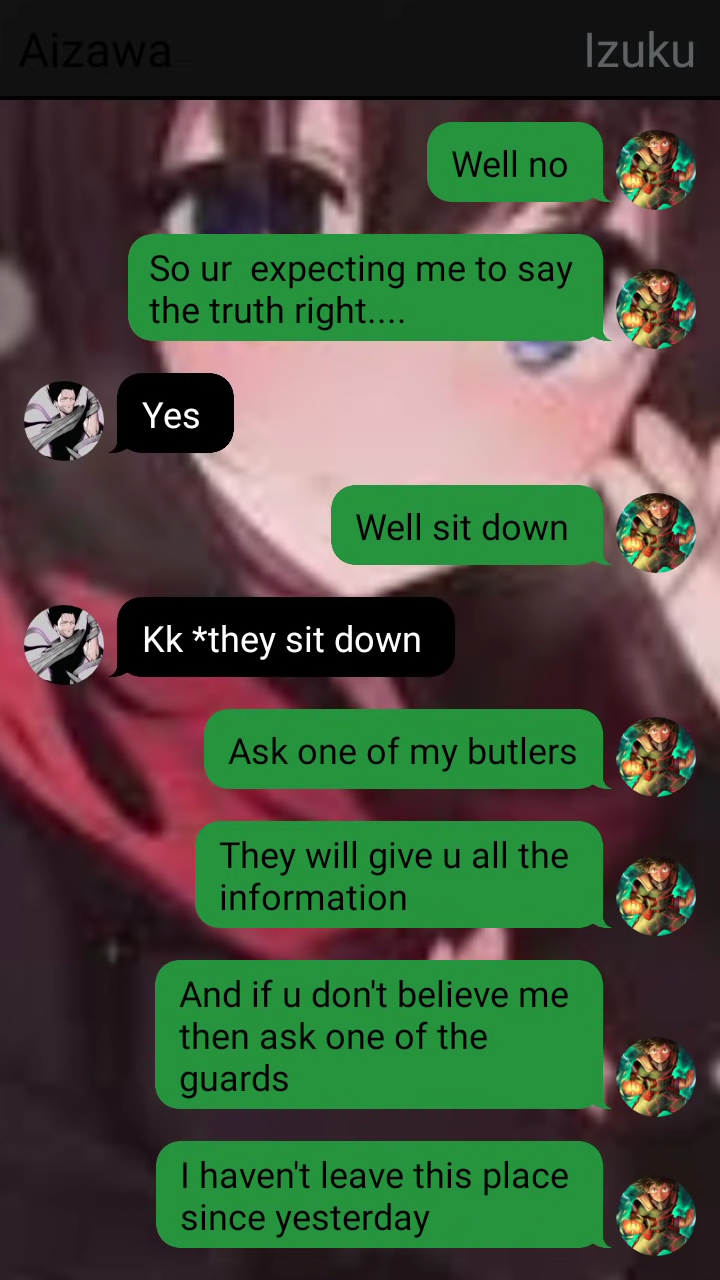 Aizawa
Izuku
Well no
So ur  expecting me to say
the truth right....
Yes
Well sit down
Kk *they sit down
Ask one of my butlers
They will give u all the
information
And if u don't believe me
then ask one of the
guards
I haven't leave this place
since yesterday